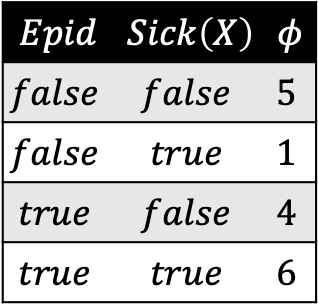 Epid Sick(X) ϕ
false false 5
false true 1
true false 4
true true 6